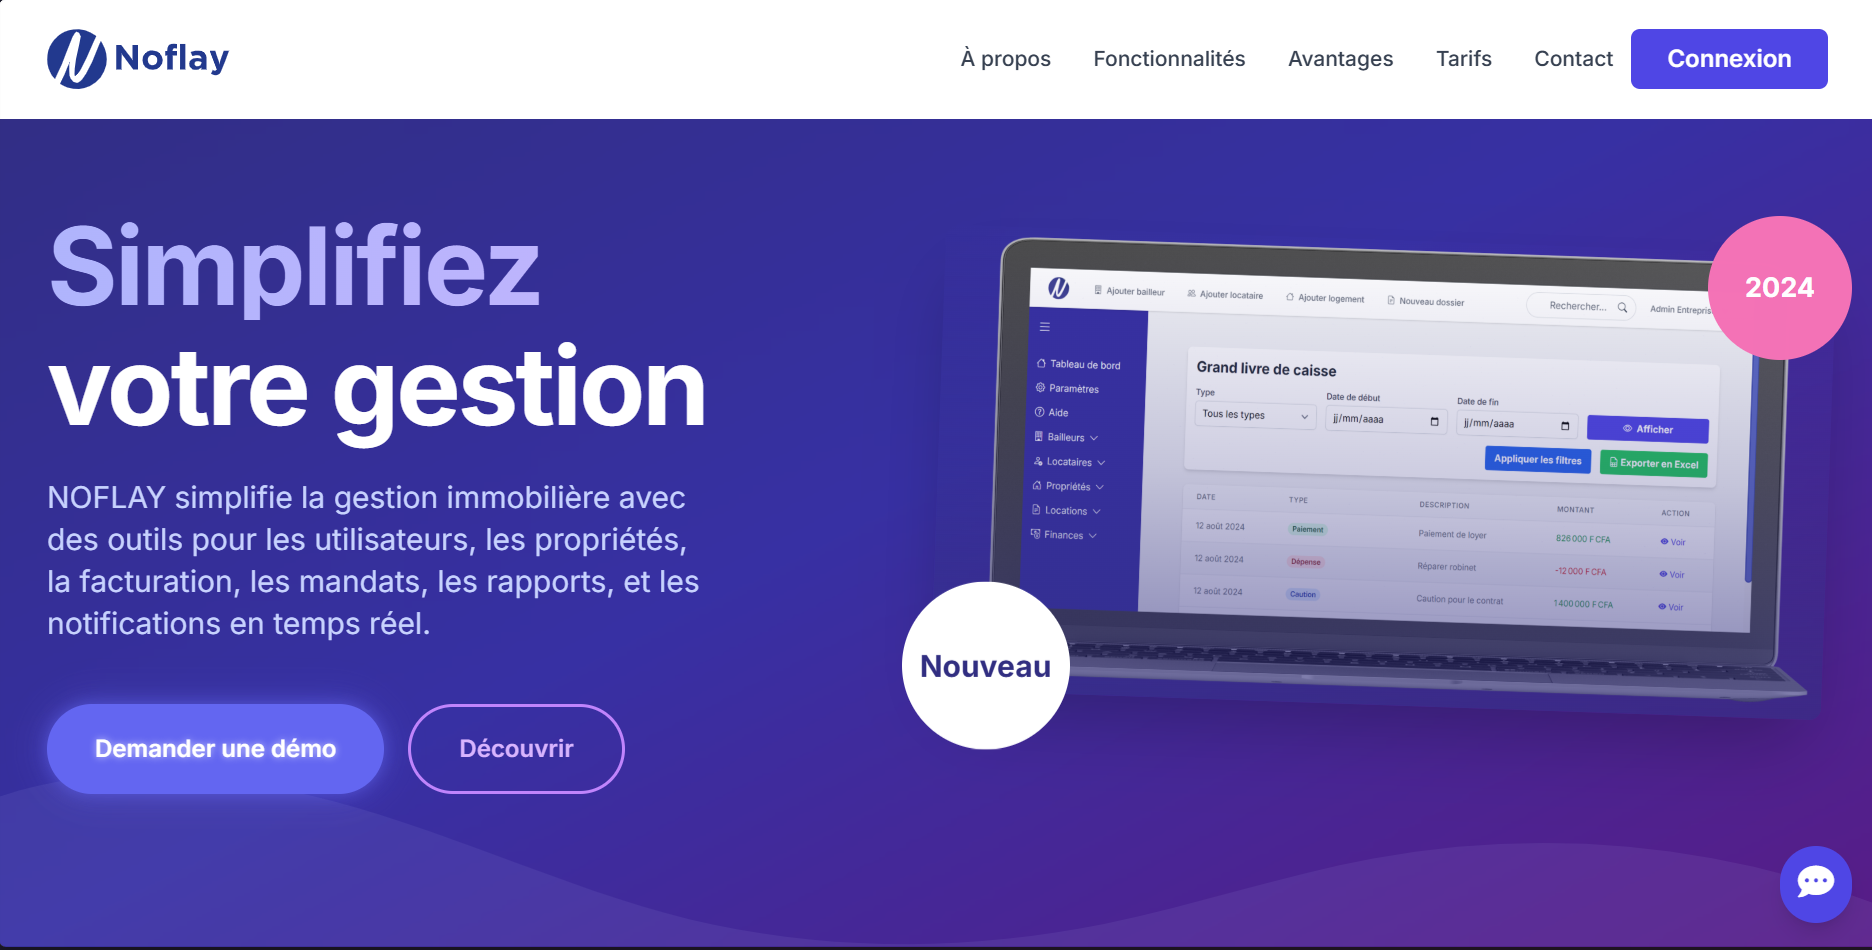 Noflay
À propos
Fonctionnalités
Avantages
Tarifs
Contact
Connexion
Simplifiez
votre gestion
NOFLAY simplifie la gestion immobilière avec
des outils pour les utilisateurs, les propriétés,
la facturation, les mandats, les rapports, et les
notifications en temps réel.
Demander une démo
Découvrir
2024
Nouveau
Ajouter bailleur
Ajouter locataire
Ajouter logement
Nouveau dossier
Rechercher...
Admin Entrepris
Tableau de bord
Paramètres
Aide
Bailleurs
Locataires
Propriétés
Locations
Finances
Grand livre de caisse
Type
Date de début
Date de fin
Tous les types
jj/mm/aaaa
jj/mm/aaaa
Afficher
Appliquer les filtres
Exporter en Excel
DATE TYPE DESCRIPTION MONTANT ACTION
12 août 2024 Paiement Paiement de loyer 826 000 F CFA Voir
12 août 2024 Dépense Réparer robinet -12 000 F CFA Voir
12 août 2024 Caution Caution pour le contrat 1 400 000 F CFA Voir